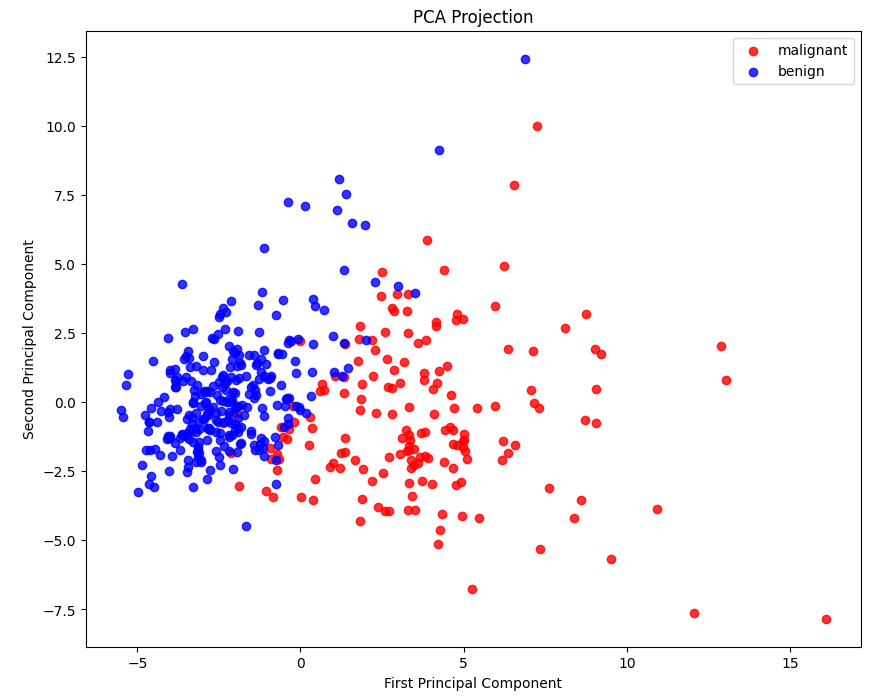 PCA Projection
malignant
benign
12.5
10.0
7.5
5.0
2.5
0.0
−2.5
−5.0
−7.5
Second Principal Component
−5
0
5
10
15
First Principal Component